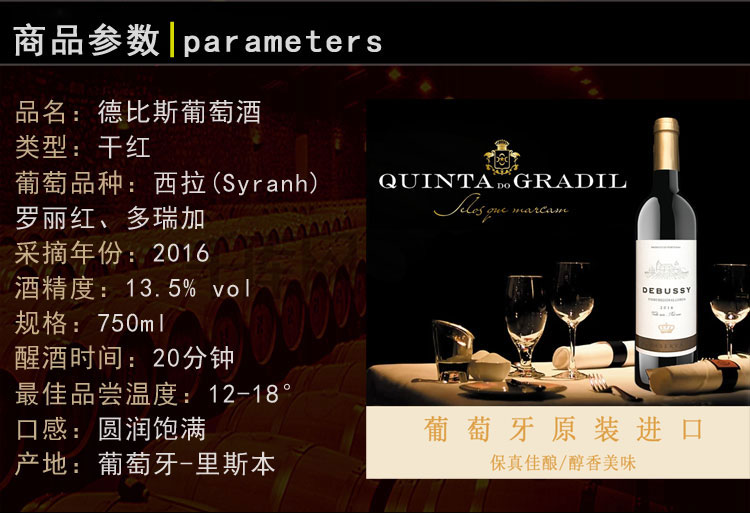 商品参数|parameters
品名：德比斯葡萄酒
类型：干红
葡萄品种：西拉(Syranh)
罗丽红、多瑞加
采摘年份：2016
酒精度：13.5% vol
规格：750ml
醒酒时间：20分钟
最佳品尝温度：12-18°
口感：圆润饱满
产地：葡萄牙-里斯本
QUINTA DO GRADIL
Selos que marcam
DEBUSSY
2016
葡萄牙原装进口
保真佳酿/醇香美味